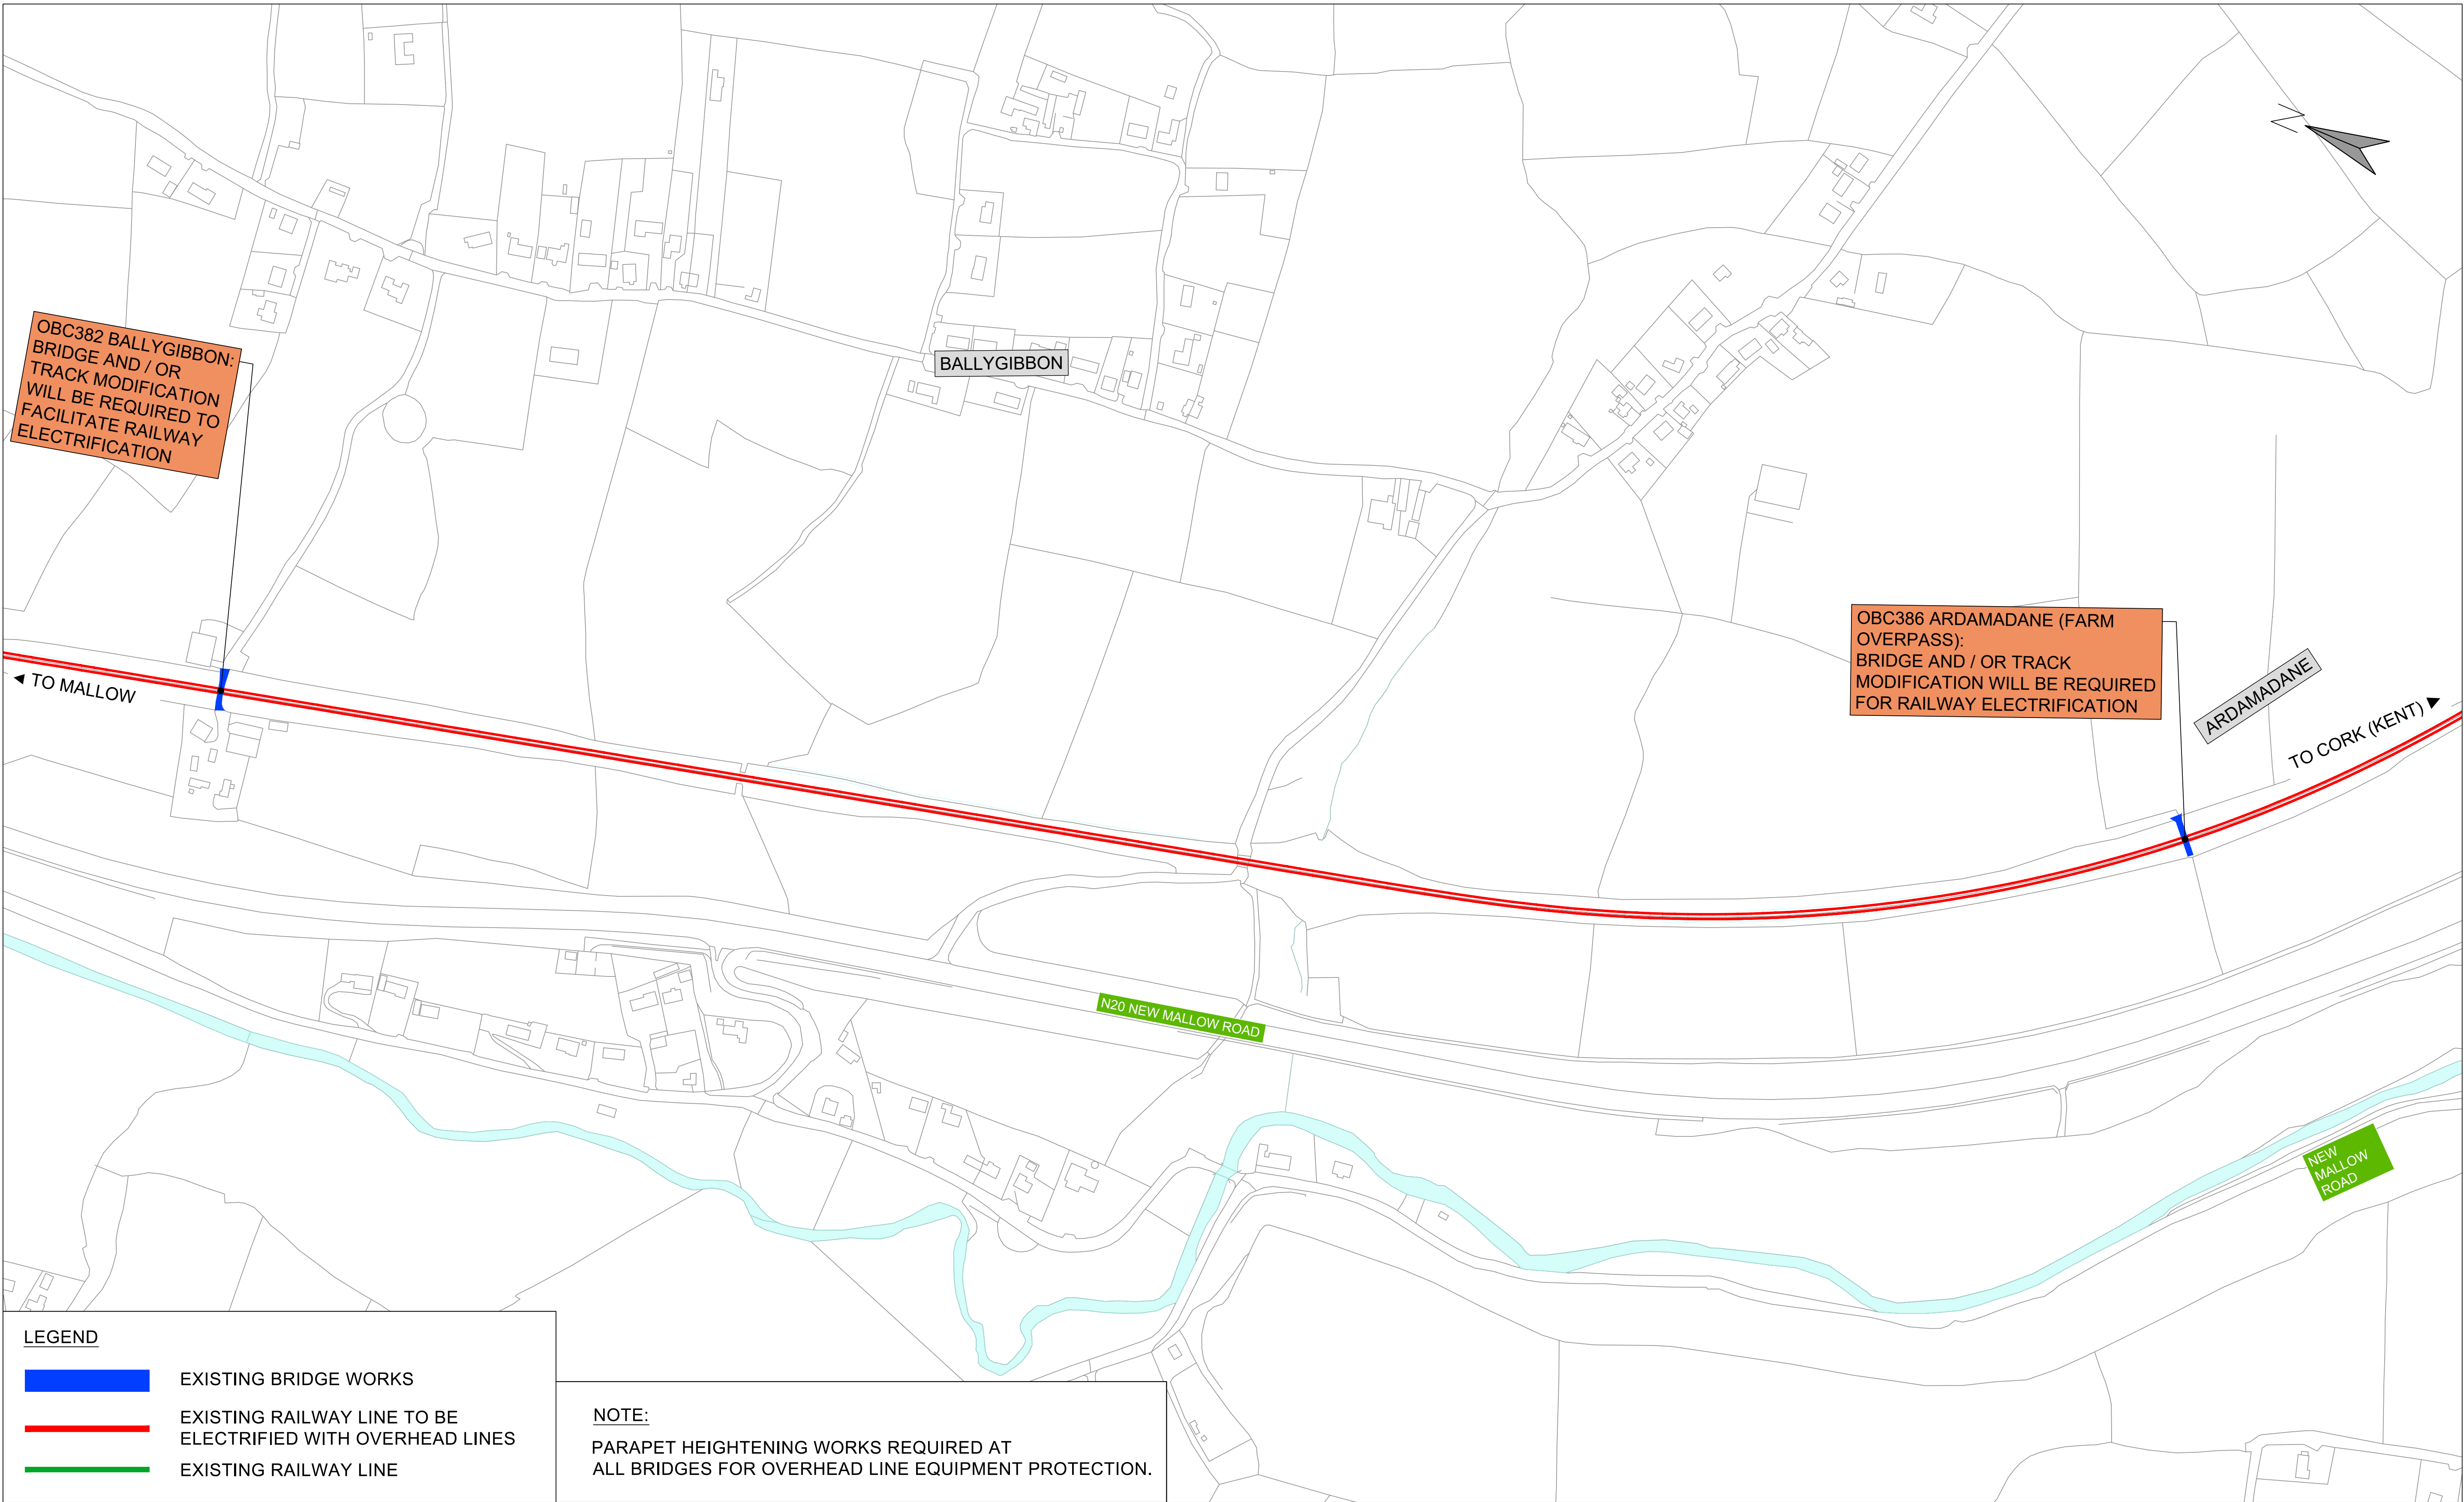 OBC382 BALLYGIBBON:
BRIDGE AND / OR
TRACK MODIFICATION
WILL BE REQUIRED TO
FACILITATE RAILWAY
ELECTRIFICATION
BALLYGIBBON
◄ TO MALLOW
OBC386 ARDAMADANE (FARM
OVERPASS):
BRIDGE AND / OR TRACK
MODIFICATION WILL BE REQUIRED
FOR RAILWAY ELECTRIFICATION
ARDAMADANE
TO CORK (KENT) ►
N20 NEW MALLOW ROAD
NEW
MALLOW
ROAD
LEGEND
EXISTING BRIDGE WORKS
EXISTING RAILWAY LINE TO BE
ELECTRIFIED WITH OVERHEAD LINES
EXISTING RAILWAY LINE
NOTE:
PARAPET HEIGHTENING WORKS REQUIRED AT
ALL BRIDGES FOR OVERHEAD LINE EQUIPMENT PROTECTION.
N